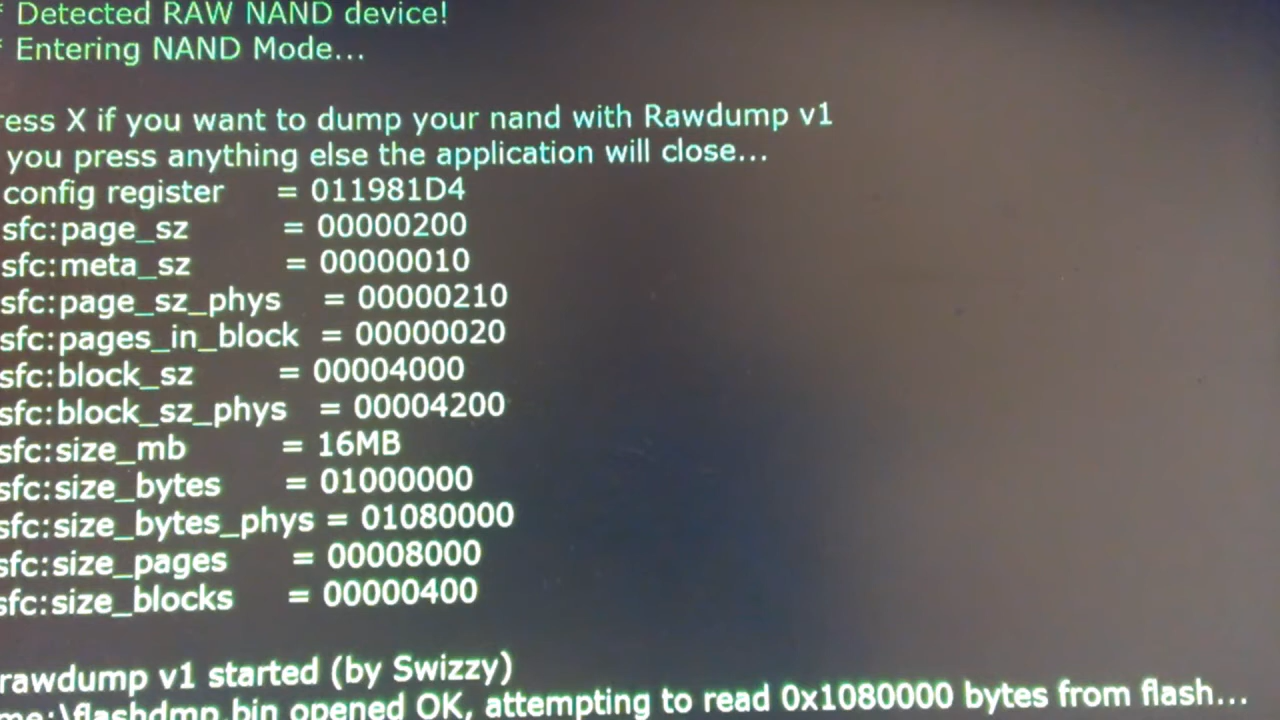 * Detected RAW NAND device!
* Entering NAND Mode...
ress X if you want to dump your nand with Rawdump v1
you press anything else the application will close...
config register = 011981D4
sfc:page_sz = 00000200
sfc:meta_sz = 00000010
sfc:page_sz_phys = 00000210
sfc:pages_in_block = 00000020
sfc:block_sz = 00004000
sfc:block_sz_phys = 00004200
sfc:size_mb = 16MB
sfc:size_bytes = 01000000
sfc:size_bytes_phys = 01080000
sfc:size_pages = 00008000
sfc:size_blocks = 00000400
rawdump v1 started (by Swizzy)
me:\flashdmp.bin opened OK, attempting to read 0x1080000 bytes from flash...